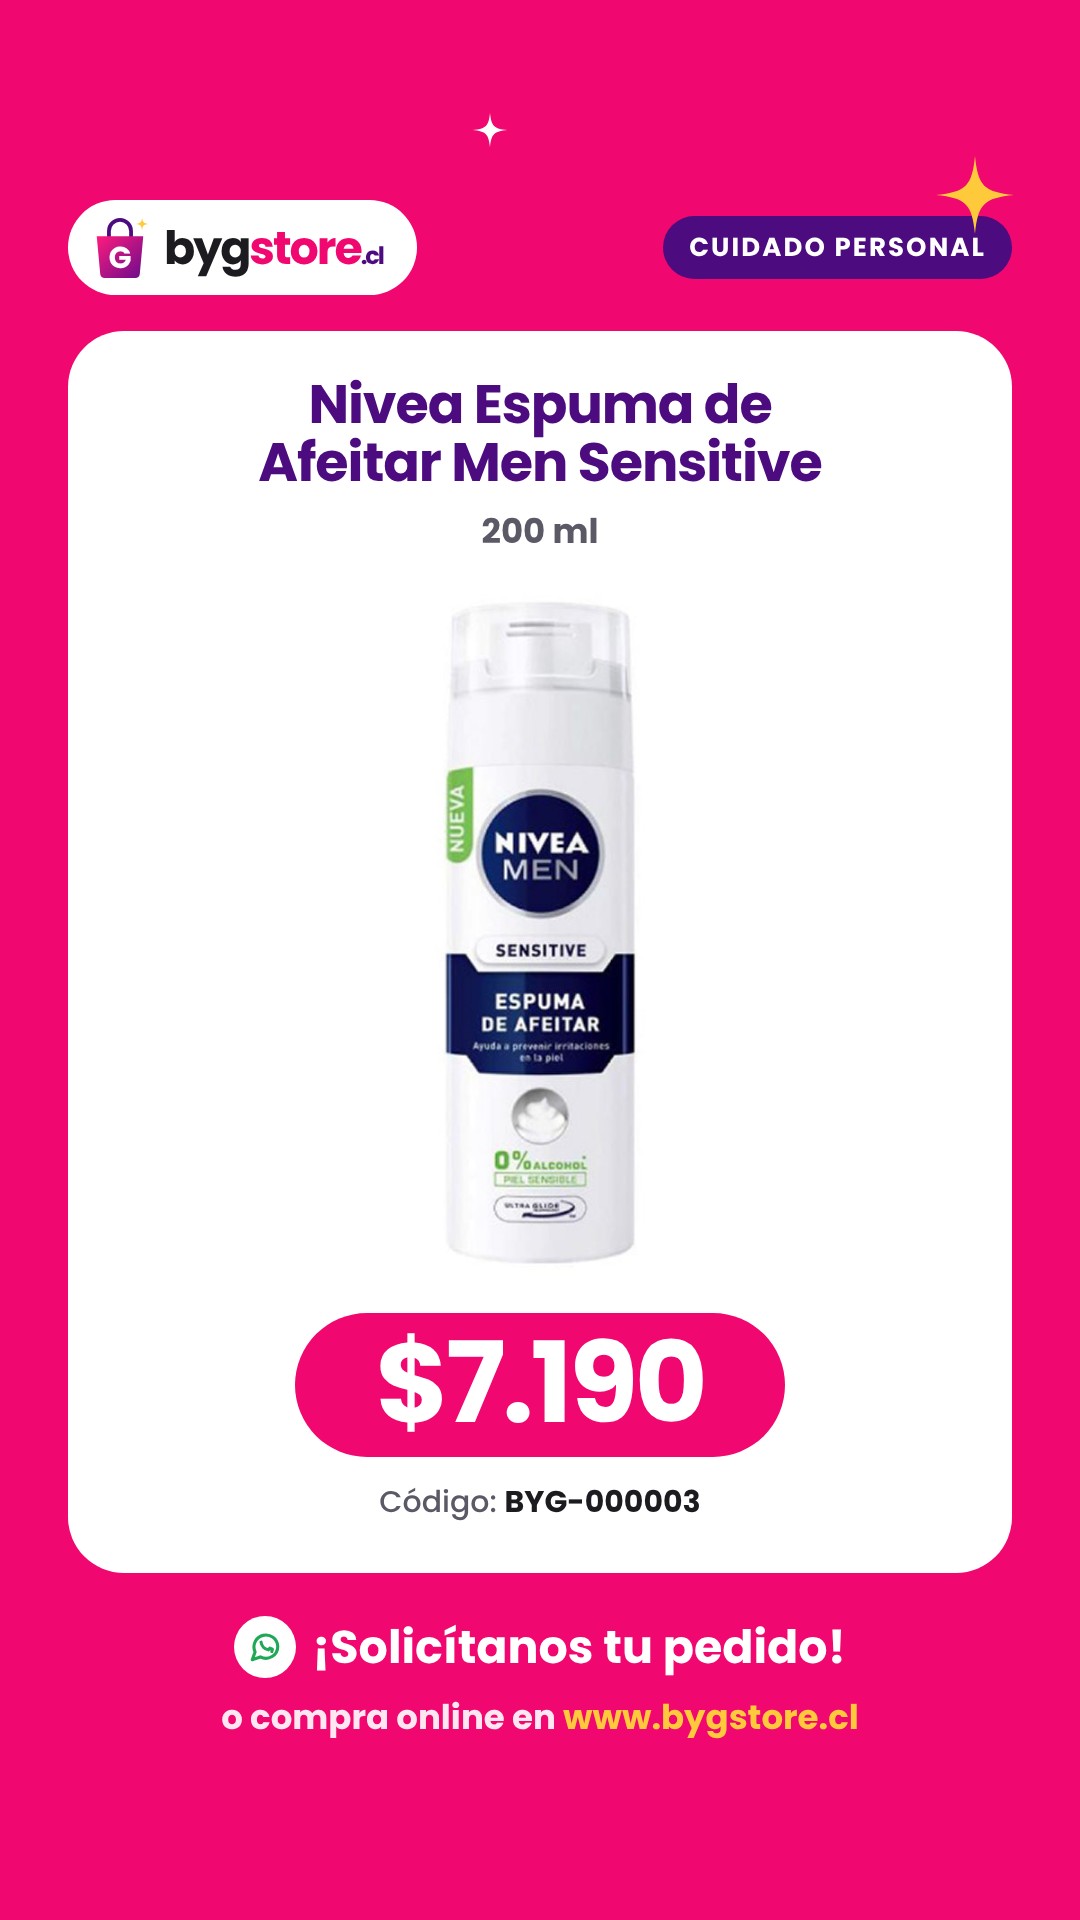 G bygstore.cl
CUIDADO PERSONAL
Nivea Espuma de
Afeitar Men Sensitive
200 ml
NUEVA
NIVEA
MEN
SENSITIVE
ESPUMA
DE AFEITAR
Ayuda a prevenir irritaciones
en la piel
0% ALCOHOL*
PIEL SENSIBLE
ULTRA GLIDE
$7.190
Código: BYG-000003
¡Solicítanos tu pedido!
o compra online en www.bygstore.cl